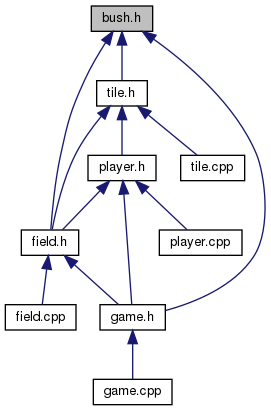 bush.h
tile.h
player.h
tile.cpp
field.h
player.cpp
field.cpp
game.h
game.cpp